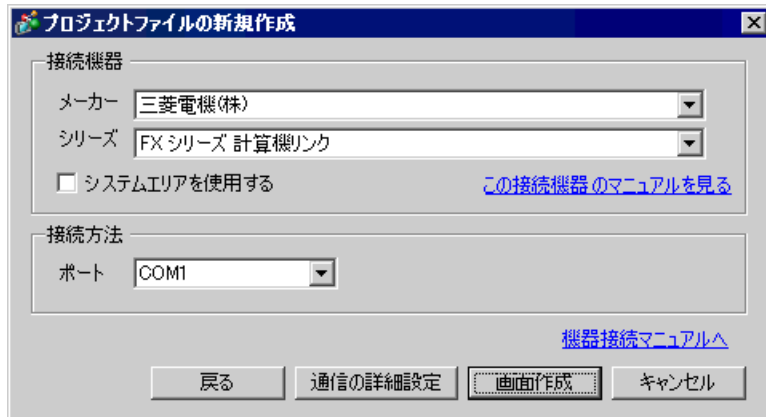 プロジェクトファイルの新規作成
接続機器
メーカー 三菱電機(株)
シリーズ FX シリーズ 計算機リンク
システムエリアを使用する この接続機器のマニュアルを見る
接続方法
ポート COM1
機器接続マニュアルへ
戻る 通信の詳細設定 画面作成 キャンセル